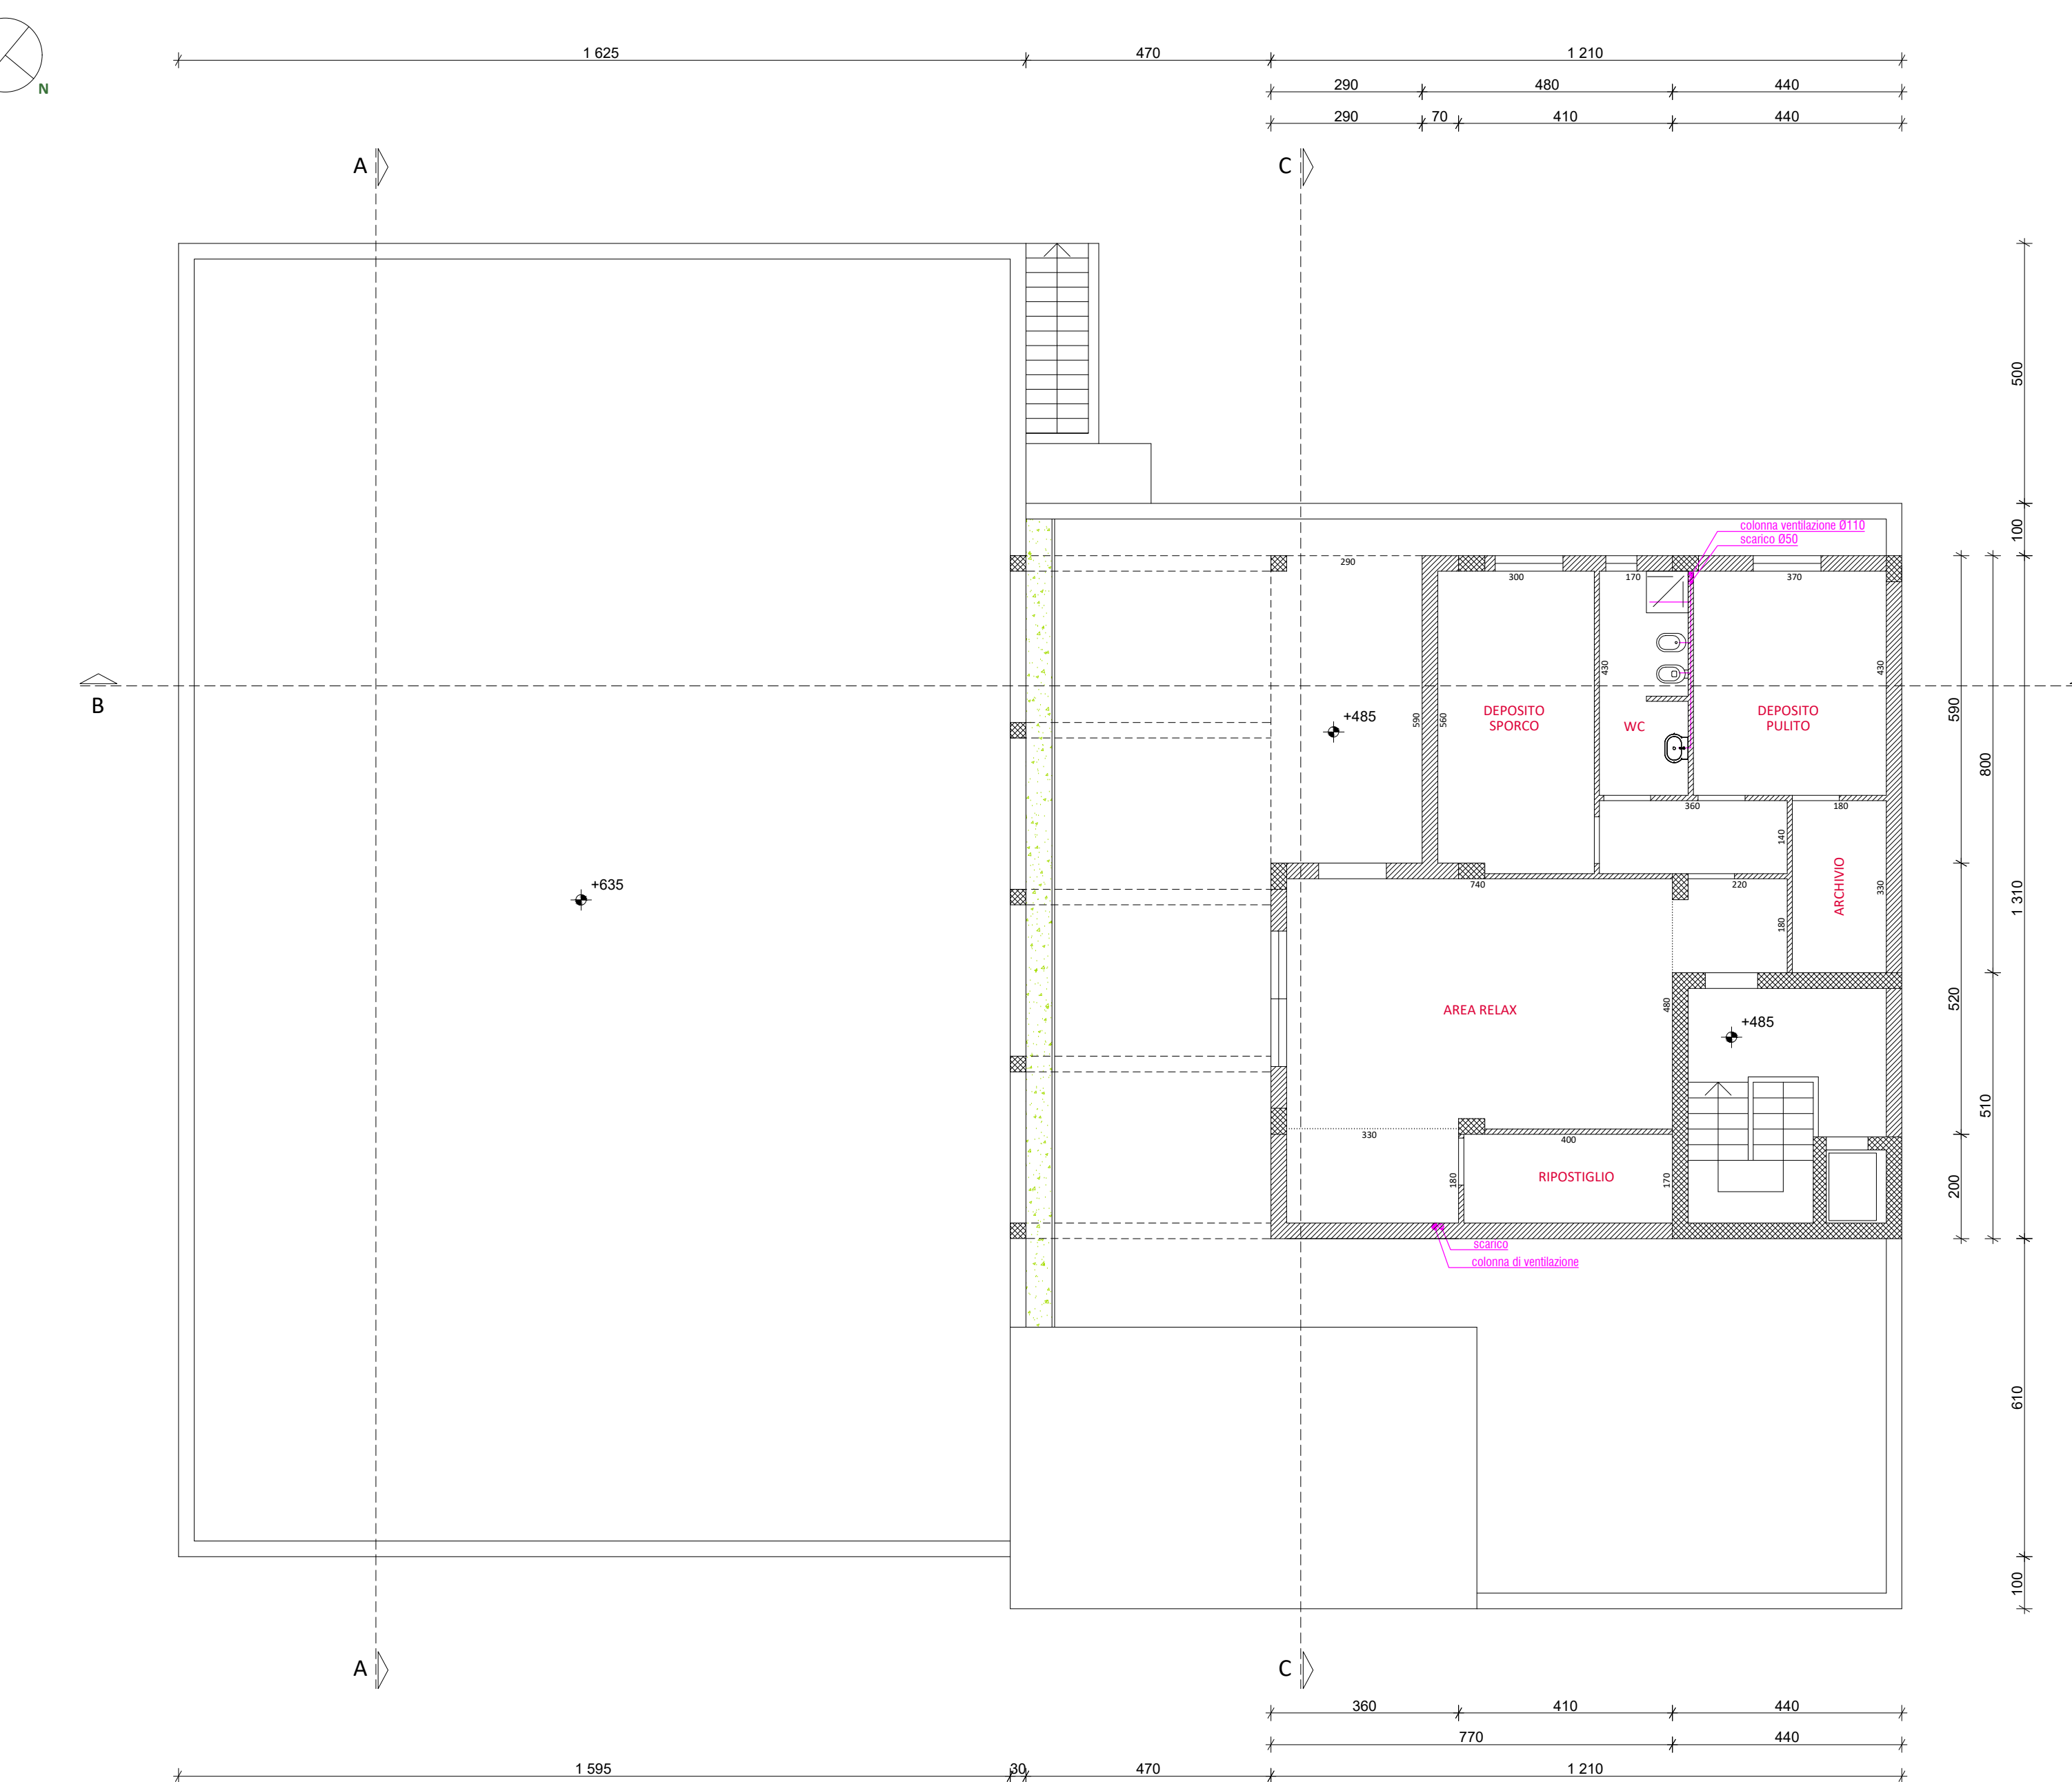 1 625
470
1 210
N
290
480
440
290
70
410
440
A
C
500
colonna ventilazione Ø110
scarico Ø50
100
290
300
170
370
430
430
B
DEPOSITO
SPORCO
WC
DEPOSITO
PULITO
+485
590
560
590
800
360
180
140
ARCHIVIO
+635
740
220
330
1 310
180
AREA RELAX
480
+485
520
510
330
400
180
RIPOSTIGLIO
170
200
scarico
colonna di ventilazione
610
100
A
C
360
410
440
770
440
1 595
30
470
1 210